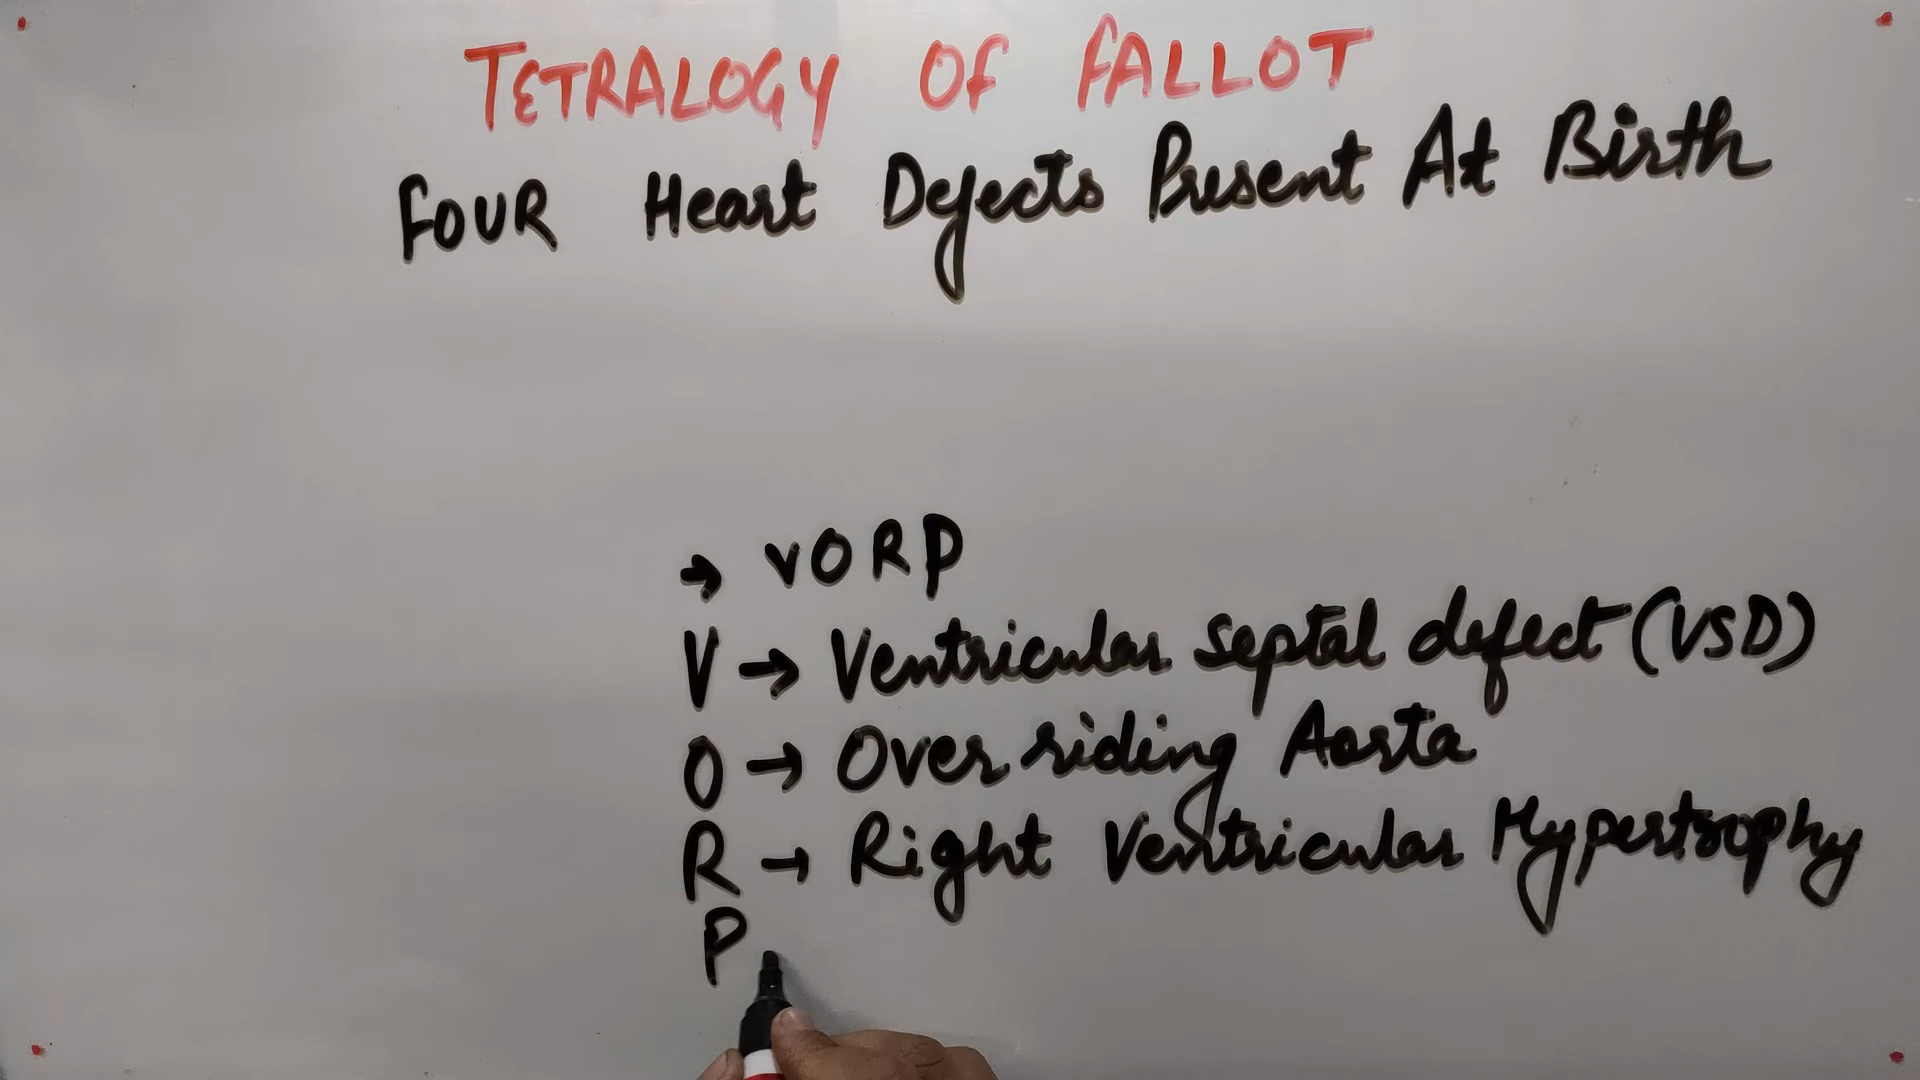 TETRALOGY OF FALLOT
FOUR Heart Defects Present At Birth
→ VORP
V → Ventricular septal defect (VSD)
O → Over riding Aorta
R → Right Ventricular Hypertrophy
P